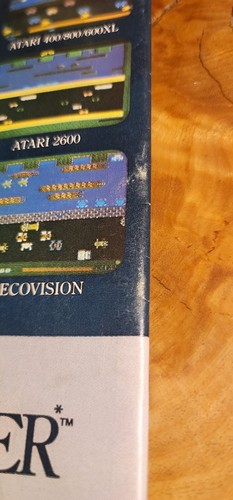 ATARI 400/800/600XL
ATARI 2600
ECOVISION
ER*™